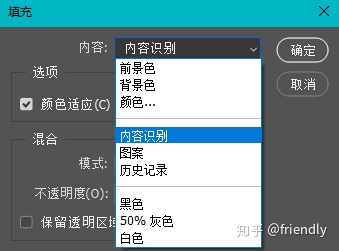 填充
内容: 内容识别
确定
前景色
选项
背景色
取消
颜色适应(C)
颜色...
内容识别
混合
图案
模式:
历史记录
不透明度(O):
黑色
保留透明区域
50% 灰色
白色
知乎 @friendly